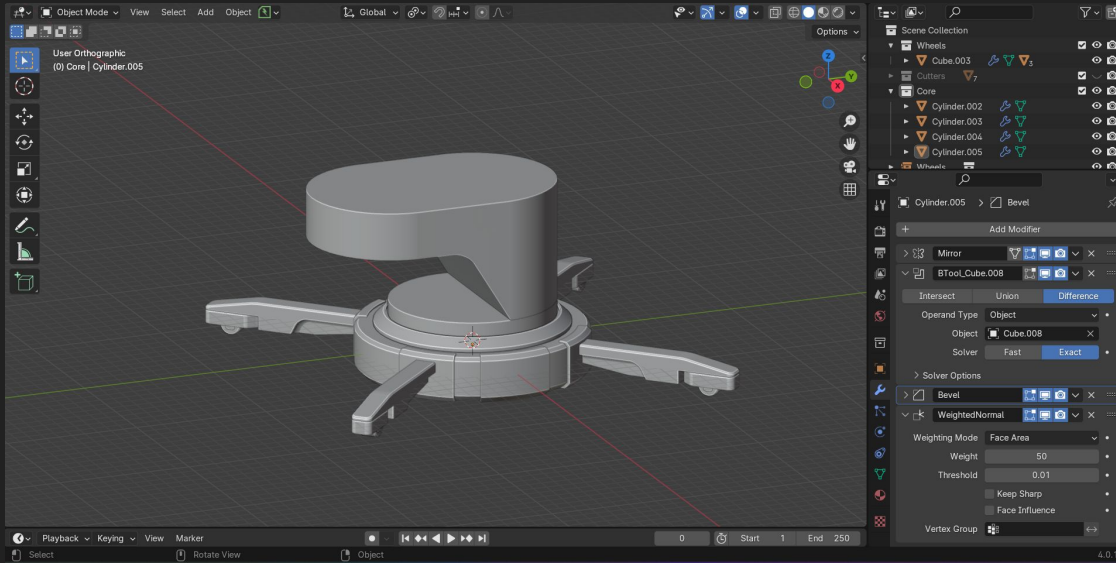 Object Mode View Select Add Object Global
Options
User Orthographic
(0) Core | Cylinder.005
Z
Y
X
Scene Collection
Wheels
Cube.003 3
Cutters 7
Core
Cylinder.002
Cylinder.003
Cylinder.004
Cylinder.005
Wheels
Cylinder.005 > Bevel
+ Add Modifier
Mirror
BTool_Cube.008
Intersect Union Difference
Operand Type Object
Object Cube.008
Solver Fast Exact
Solver Options
Bevel
WeightedNormal
Weighting Mode Face Area
Weight 50
Threshold 0.01
Keep Sharp
Face Influence
Vertex Group
Playback Keying View Marker 0 Start 1 End 250
Select Rotate View Object